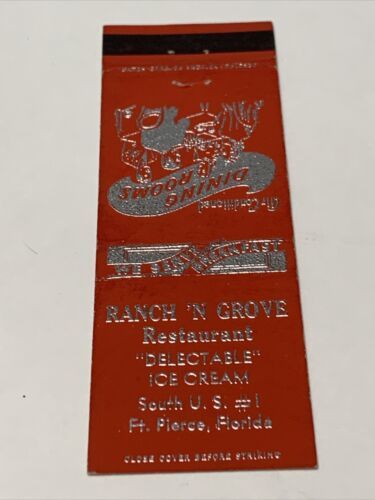 Air Conditioned
DINING
ROOMS
WE SERVE BREAKFAST
RANCH 'N GROVE
Restaurant
"DELECTABLE"
ICE CREAM
South U. S. #1
Ft. Pierce, Florida
CLOSE COVER BEFORE STRIKING